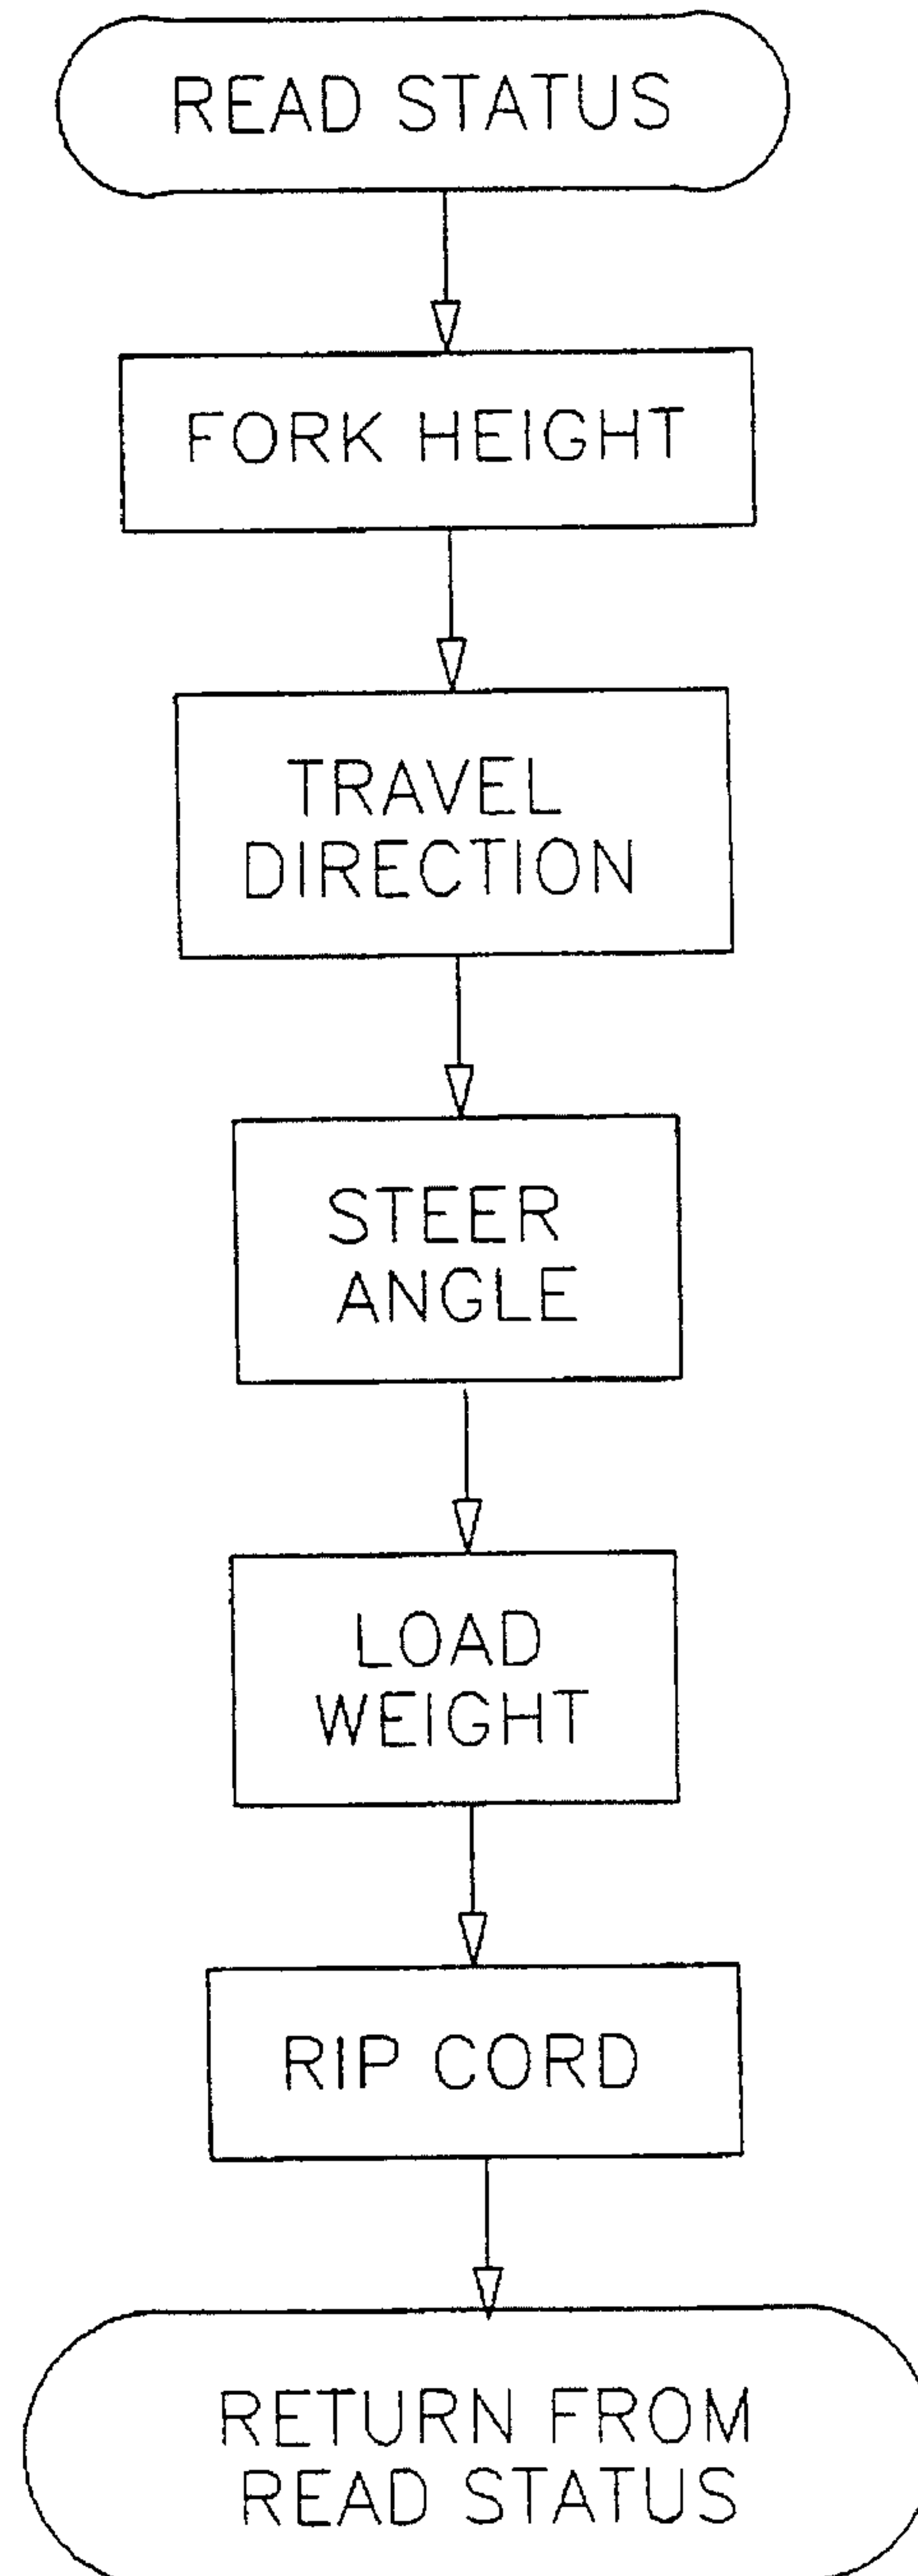 READ STATUS
FORK HEIGHT
TRAVEL
DIRECTION
STEER
ANGLE
LOAD
WEIGHT
RIP CORD
RETURN FROM
READ STATUS